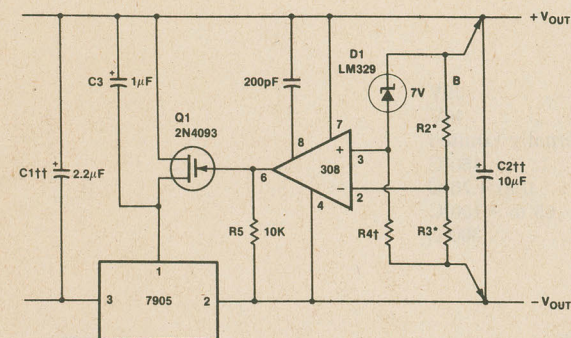 + VOUT
D1
LM329
C3
+
1µF
200pF
7V
B
Q1
2N4093
R2*
7
8
+
3
308
6
−
2
4
C1††
+
2.2µF
+
C2††
10µF
R5
10K
R4†
R3*
1
3
7905
2
− VOUT